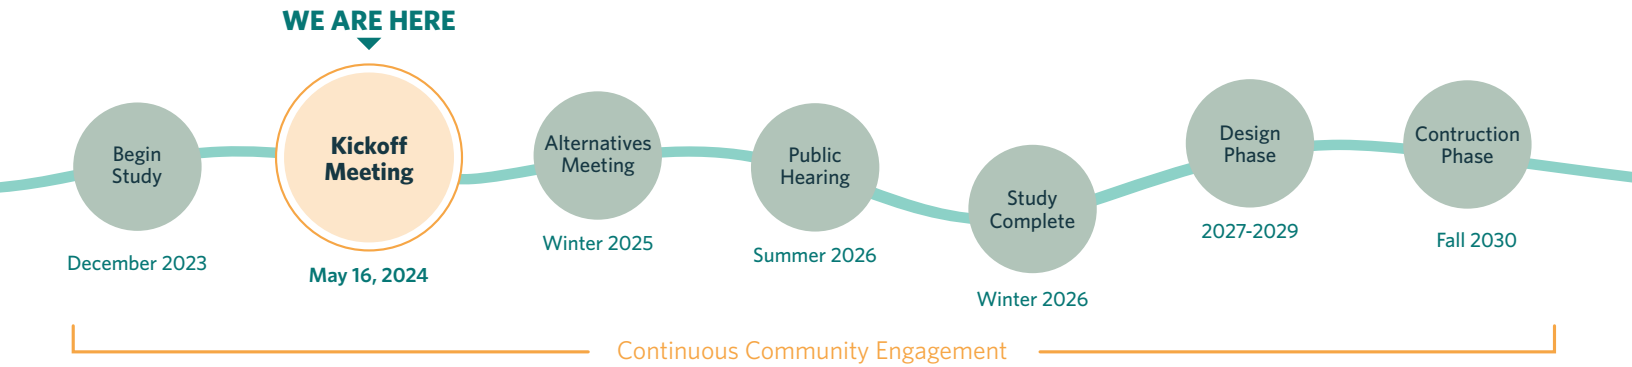 WE ARE HERE
Begin
Study
December 2023
Kickoff
Meeting
May 16, 2024
Alternatives
Meeting
Winter 2025
Public
Hearing
Summer 2026
Study
Complete
Winter 2026
Design
Phase
2027-2029
Contruction
Phase
Fall 2030
Continuous Community Engagement